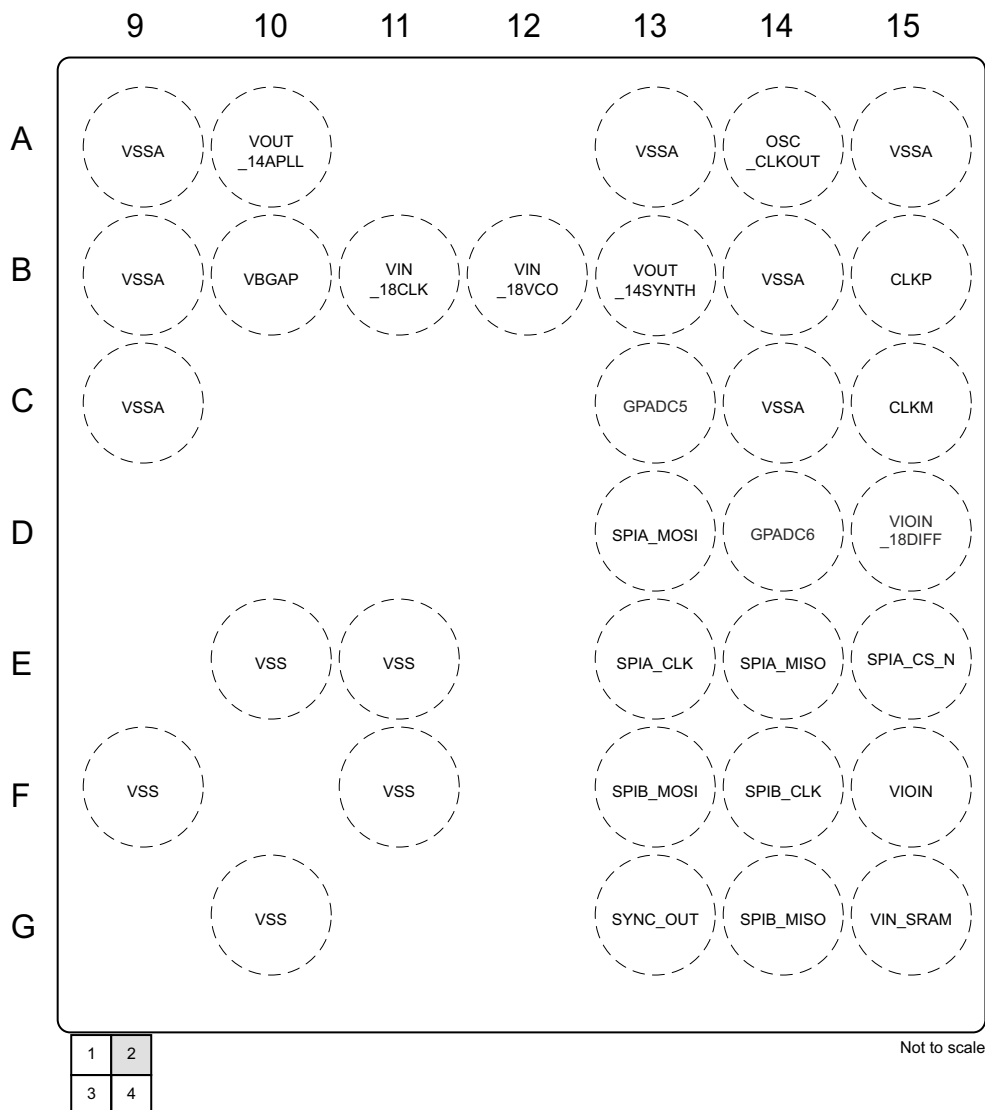 9 10 11 12 13 14 15
A
VSSA
VOUT
_14APLL
VSSA
OSC
_CLKOUT
VSSA
B
VSSA
VBGAP
VIN
_18CLK
VIN
_18VCO
VOUT
_14SYNTH
VSSA
CLKP
C
VSSA
GPADC5
VSSA
CLKM
D
SPIA_MOSI
GPADC6
VIOIN
_18DIFF
E
VSS
VSS
SPIA_CLK
SPIA_MISO
SPIA_CS_N
F
VSS
VSS
SPIB_MOSI
SPIB_CLK
VIOIN
G
VSS
SYNC_OUT
SPIB_MISO
VIN_SRAM
1 2
3 4
Not to scale